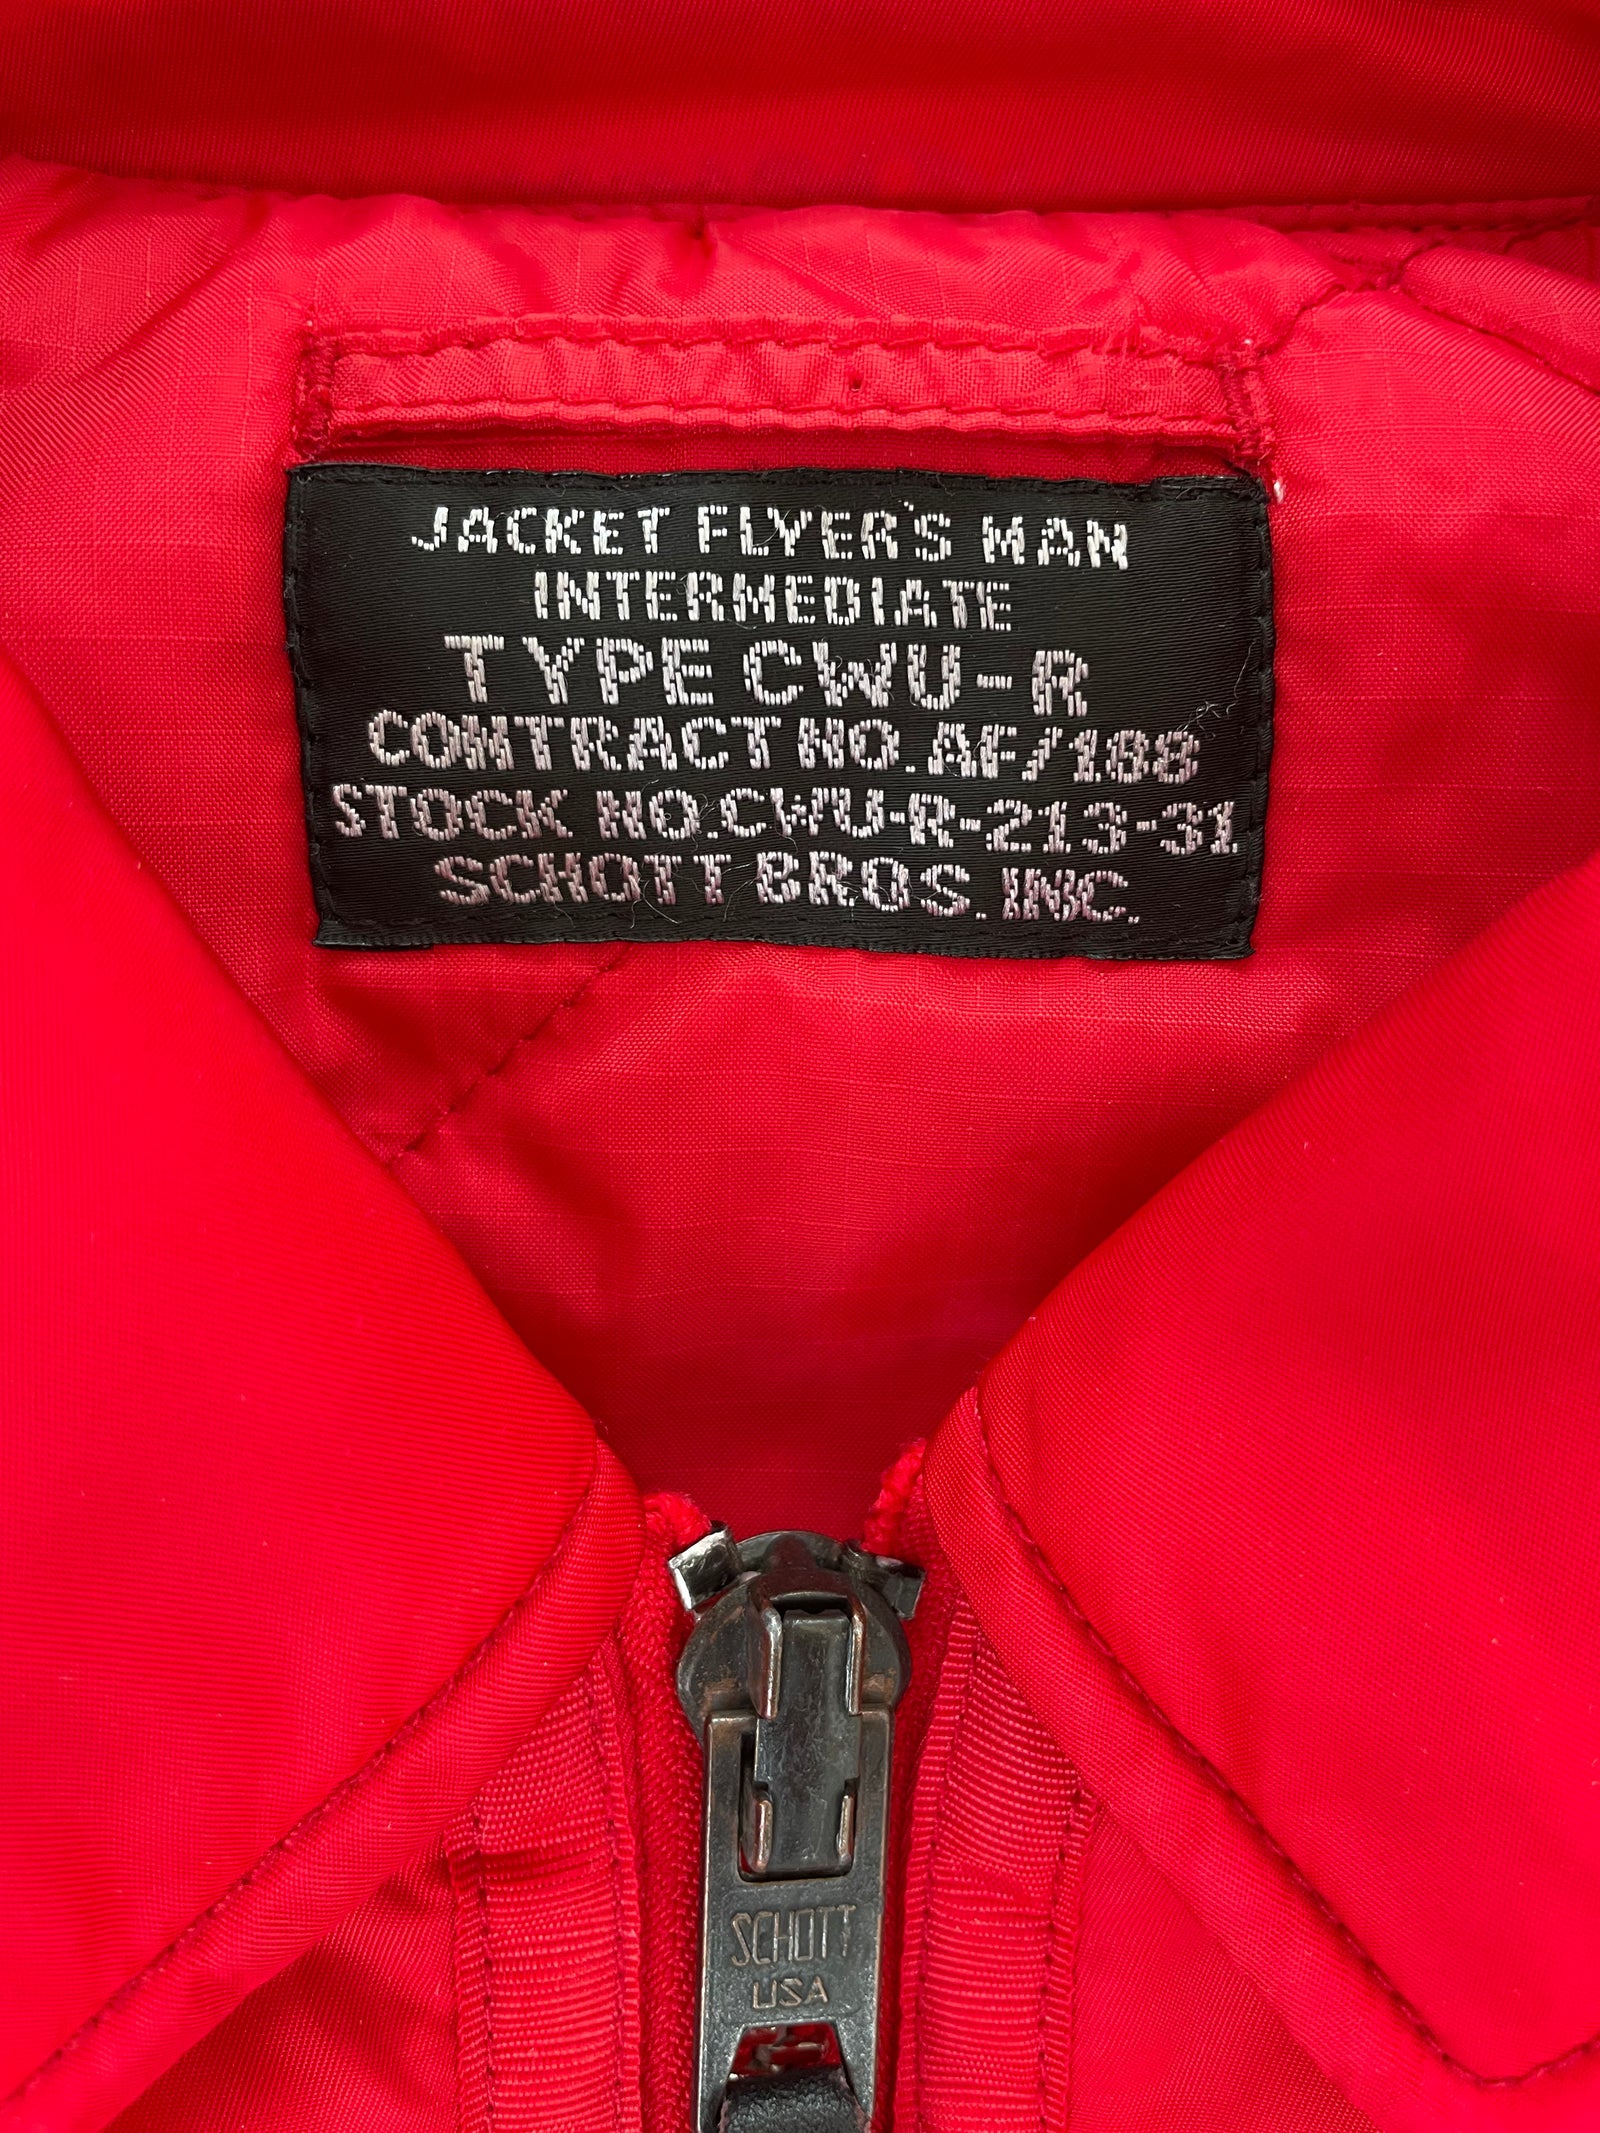 JACKET FLYER'S MAN
INTERMEDIATE
TYPE CWU-R
CONTRACT NO. AF/188
STOCK NO. CWU-R-213-31
SCHOTT BROS. INC.
SCHOTT
USA